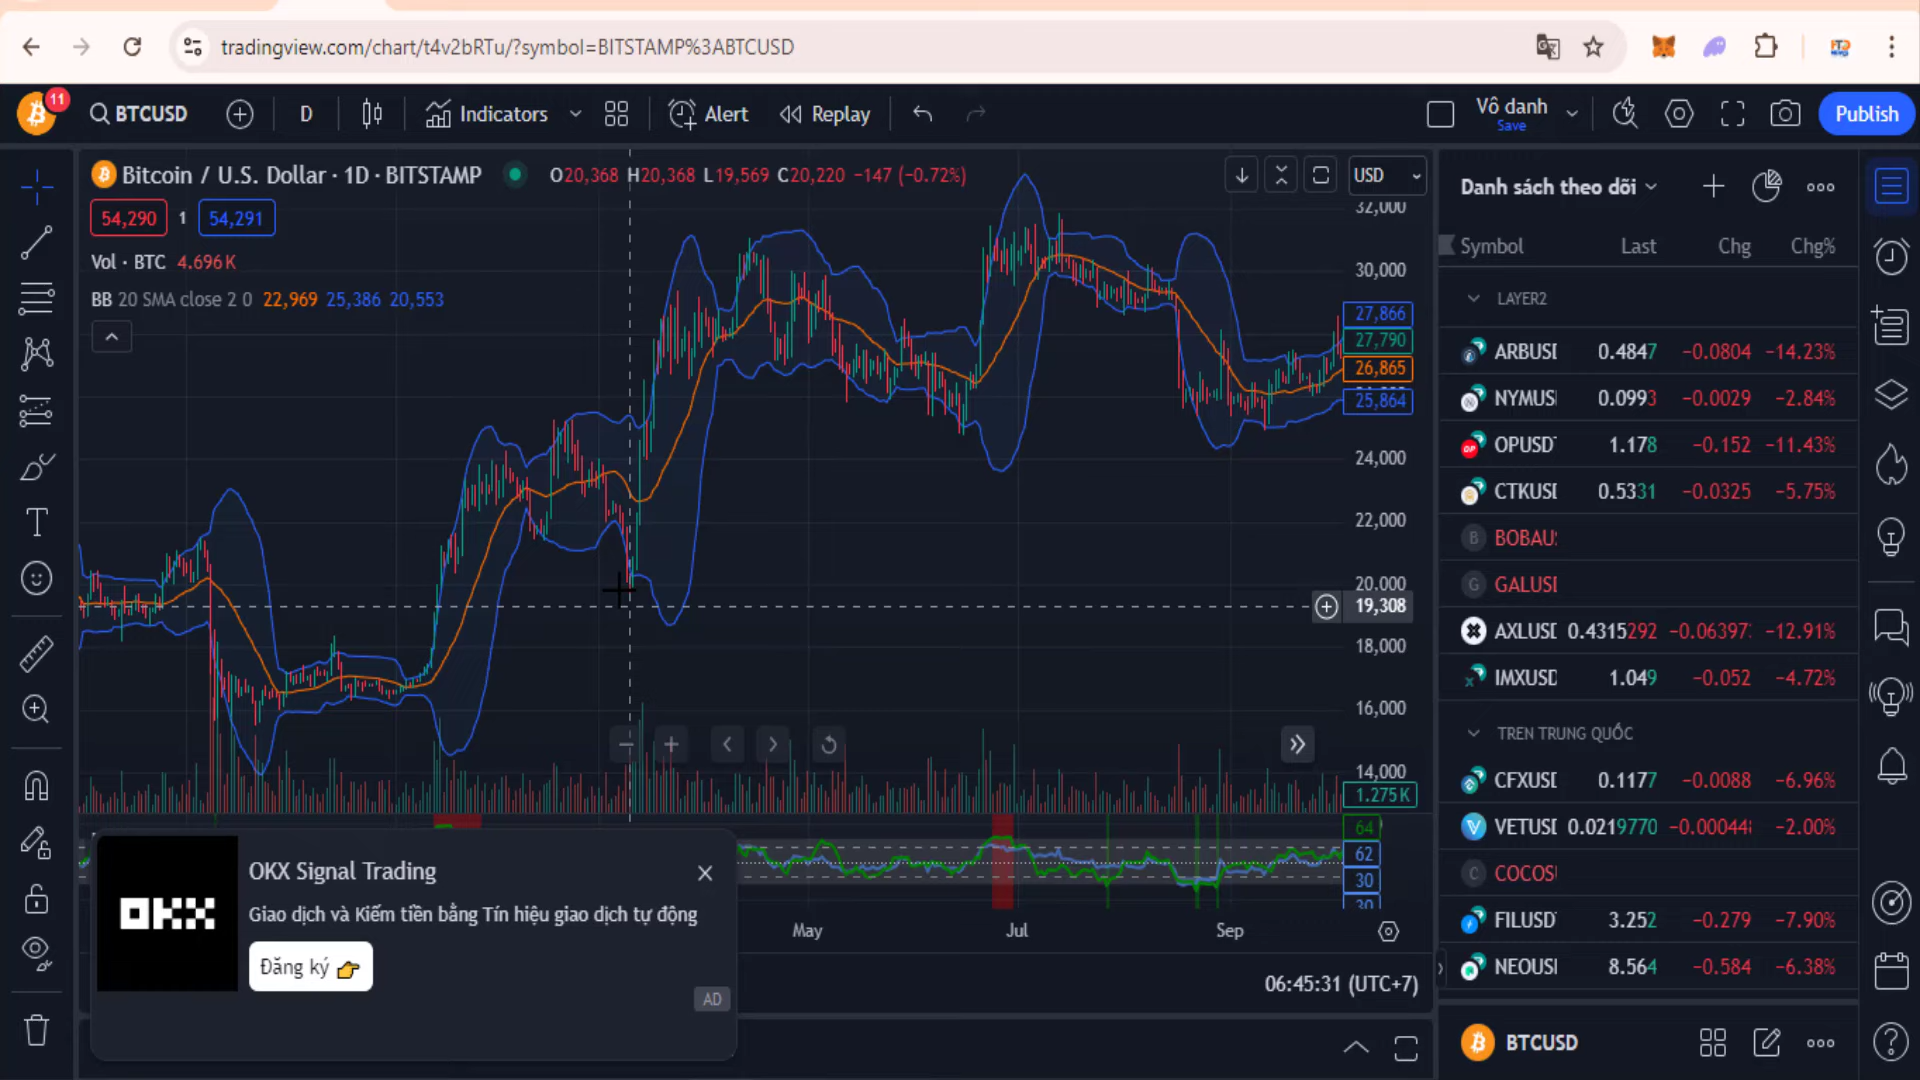 tradingview.com/chart/t4v2bRTu/?symbol=BITSTAMP%3ABTCUSD
11
BTCUSD
D
Indicators
Alert
Replay
Vô danh
Save
Publish
Bitcoin / U.S. Dollar · 1D · BITSTAMP
O20,368 H20,368 L19,569 C20,220 −147 (−0.72%)
USD
54,290
1
54,291
Vol · BTC 4.696K
BB 20 SMA close 2 0 22,969 25,386 20,553
32,000
30,000
27,866
27,790
26,865
25,864
24,000
22,000
20,000
19,308
18,000
16,000
14,000
1.275K
64
62
30
30
May
Jul
Sep
06:45:31 (UTC+7)
OKX
OKX Signal Trading
Giao dịch và Kiếm tiền bằng Tín hiệu giao dịch tự động
Đăng ký
AD
Danh sách theo dõi
Symbol Last Chg Chg%
LAYER2
ARBUSI 0.4847 −0.0804 −14.23%
NYMUSI 0.0993 −0.0029 −2.84%
OPUSDT 1.178 −0.152 −11.43%
CTKUSI 0.5331 −0.0325 −5.75%
B BOBAU
G GALUSI
AXLUSI 0.4315292 −0.06397 −12.91%
IMXUSD 1.049 −0.052 −4.72%
TREN TRUNG QUỐC
CFXUSI 0.1177 −0.0088 −6.96%
VETUSI 0.0219770 −0.00044 −2.00%
C COCOS
FILUSD 3.252 −0.279 −7.90%
NEOUSI 8.564 −0.584 −6.38%
BTCUSD